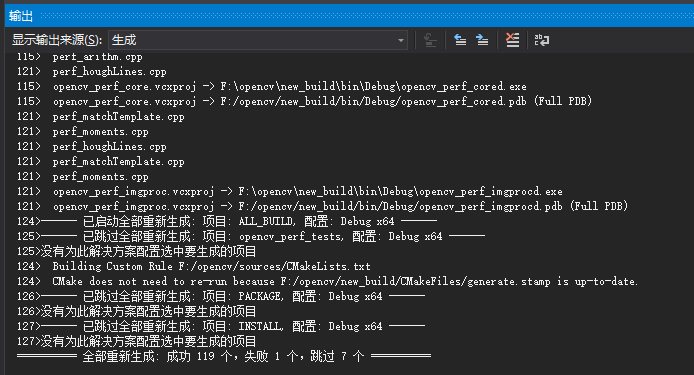 输出
显示输出来源(S): 生成
115>  perf_arithm.cpp
121>  perf_houghLines.cpp
115>  opencv_perf_core.vcxproj -> F:\opencv\new_build\bin\Debug\opencv_perf_cored.exe
115>  opencv_perf_core.vcxproj -> F:/opencv/new_build/bin/Debug/opencv_perf_cored.pdb (Full PDB)
121>  perf_matchTemplate.cpp
121>  perf_moments.cpp
121>  perf_houghLines.cpp
121>  perf_matchTemplate.cpp
121>  perf_moments.cpp
121>  opencv_perf_imgproc.vcxproj -> F:\opencv\new_build\bin\Debug\opencv_perf_imgprocd.exe
121>  opencv_perf_imgproc.vcxproj -> F:/opencv/new_build/bin/Debug/opencv_perf_imgprocd.pdb (Full PDB)
124>------ 已启动全部重新生成: 项目: ALL_BUILD, 配置: Debug x64 ------
125>------ 已跳过全部重新生成: 项目: opencv_perf_tests, 配置: Debug x64 ------
125>没有为此解决方案配置选中要生成的项目
124>  Building Custom Rule F:/opencv/sources/CMakeLists.txt
124>  CMake does not need to re-run because F:/opencv/new_build/CMakeFiles/generate.stamp is up-to-date.
126>------ 已跳过全部重新生成: 项目: PACKAGE, 配置: Debug x64 ------
126>没有为此解决方案配置选中要生成的项目
127>------ 已跳过全部重新生成: 项目: INSTALL, 配置: Debug x64 ------
127>没有为此解决方案配置选中要生成的项目
========== 全部重新生成: 成功 119 个，失败 1 个，跳过 7 个 ==========